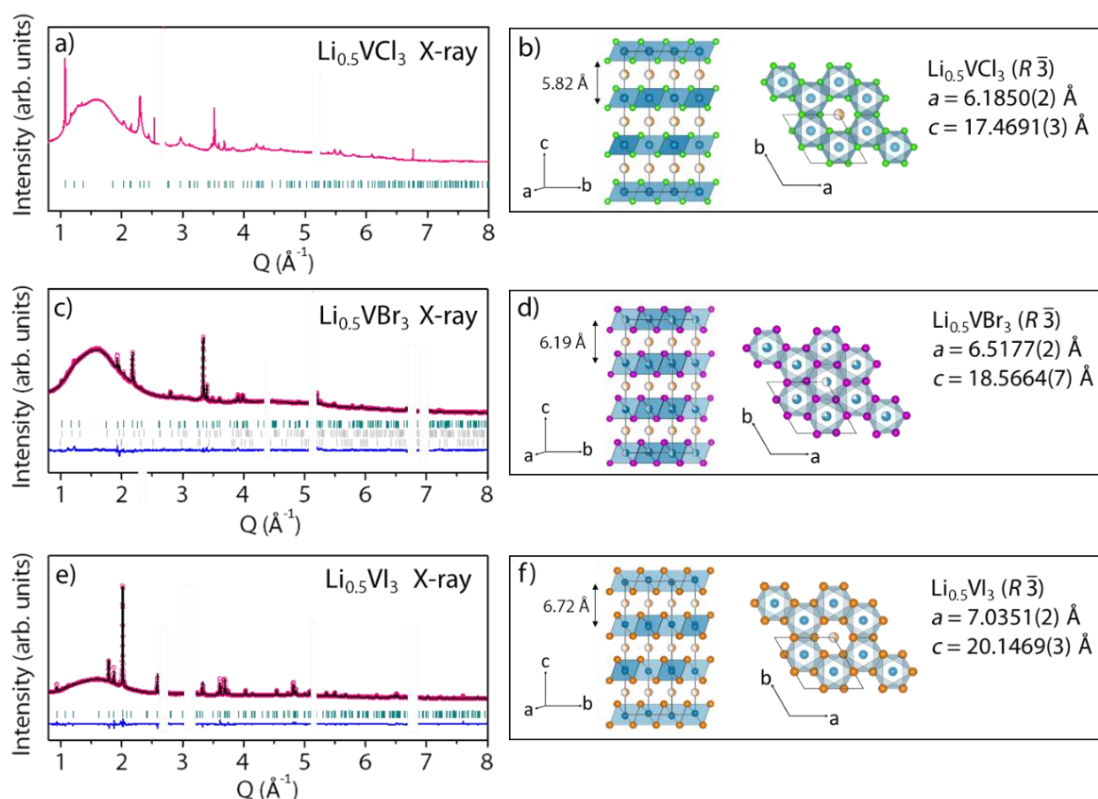 a)
Li₀.₅VCl₃ X-ray
Intensity (arb. units)
1 2 3 4 5 6 7 8
Q (Å⁻¹)
b)
5.82 Å
c
a
b
b
a
Li₀.₅VCl₃ (R 3̅)
a = 6.1850(2) Å
c = 17.4691(3) Å
c)
Li₀.₅VBr₃ X-ray
Intensity (arb. units)
1 2 3 4 5 6 7 8
Q (Å⁻¹)
d)
6.19 Å
c
a
b
b
a
Li₀.₅VBr₃ (R 3̅)
a = 6.5177(2) Å
c = 18.5664(7) Å
e)
Li₀.₅VI₃ X-ray
Intensity (arb. units)
1 2 3 4 5 6 7 8
Q (Å⁻¹)
f)
6.72 Å
c
a
b
b
a
Li₀.₅VI₃ (R 3̅)
a = 7.0351(2) Å
c = 20.1469(3) Å